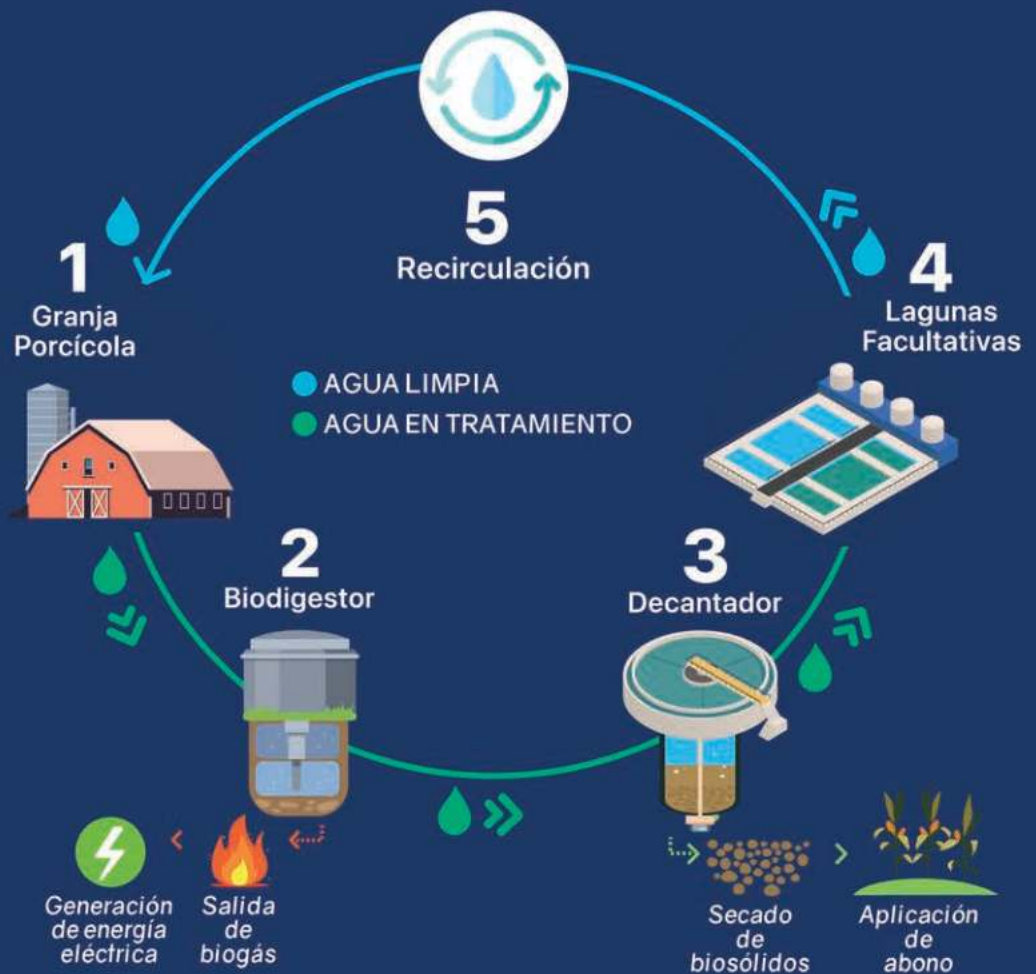 5
Recirculación
1
Granja
Porcícola
4
Lagunas
Facultativas
AGUA LIMPIA
AGUA EN TRATAMIENTO
2
Biodigestor
3
Decantador
Generación
de energía
eléctrica
Salida
de
biogás
Secado
de
biosólidos
Aplicación
de
abono